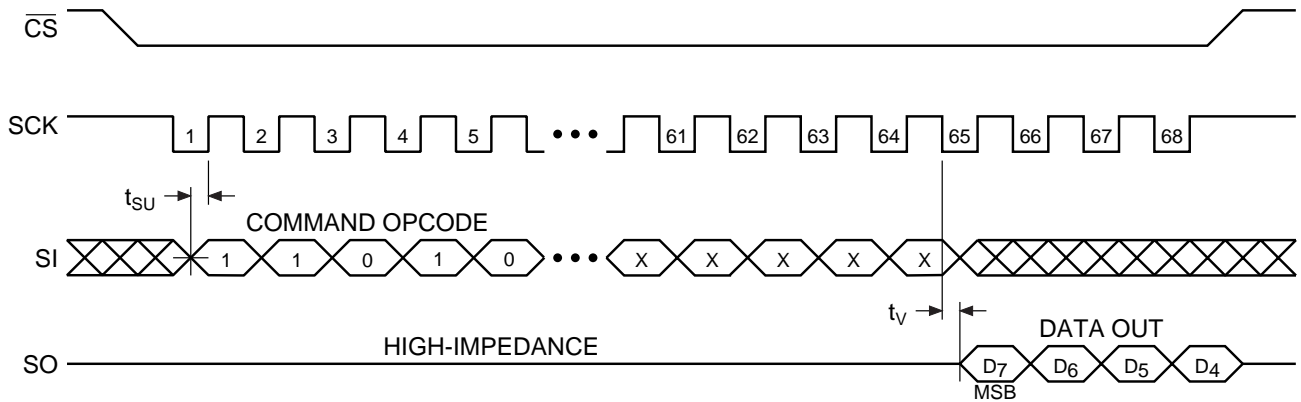 CS
SCK 1 2 3 4 5 ••• 61 62 63 64 65 66 67 68
tSU
COMMAND OPCODE
SI 1 1 0 1 0 ••• X X X X X
tV
DATA OUT
HIGH-IMPEDANCE
SO D7 D6 D5 D4
MSB